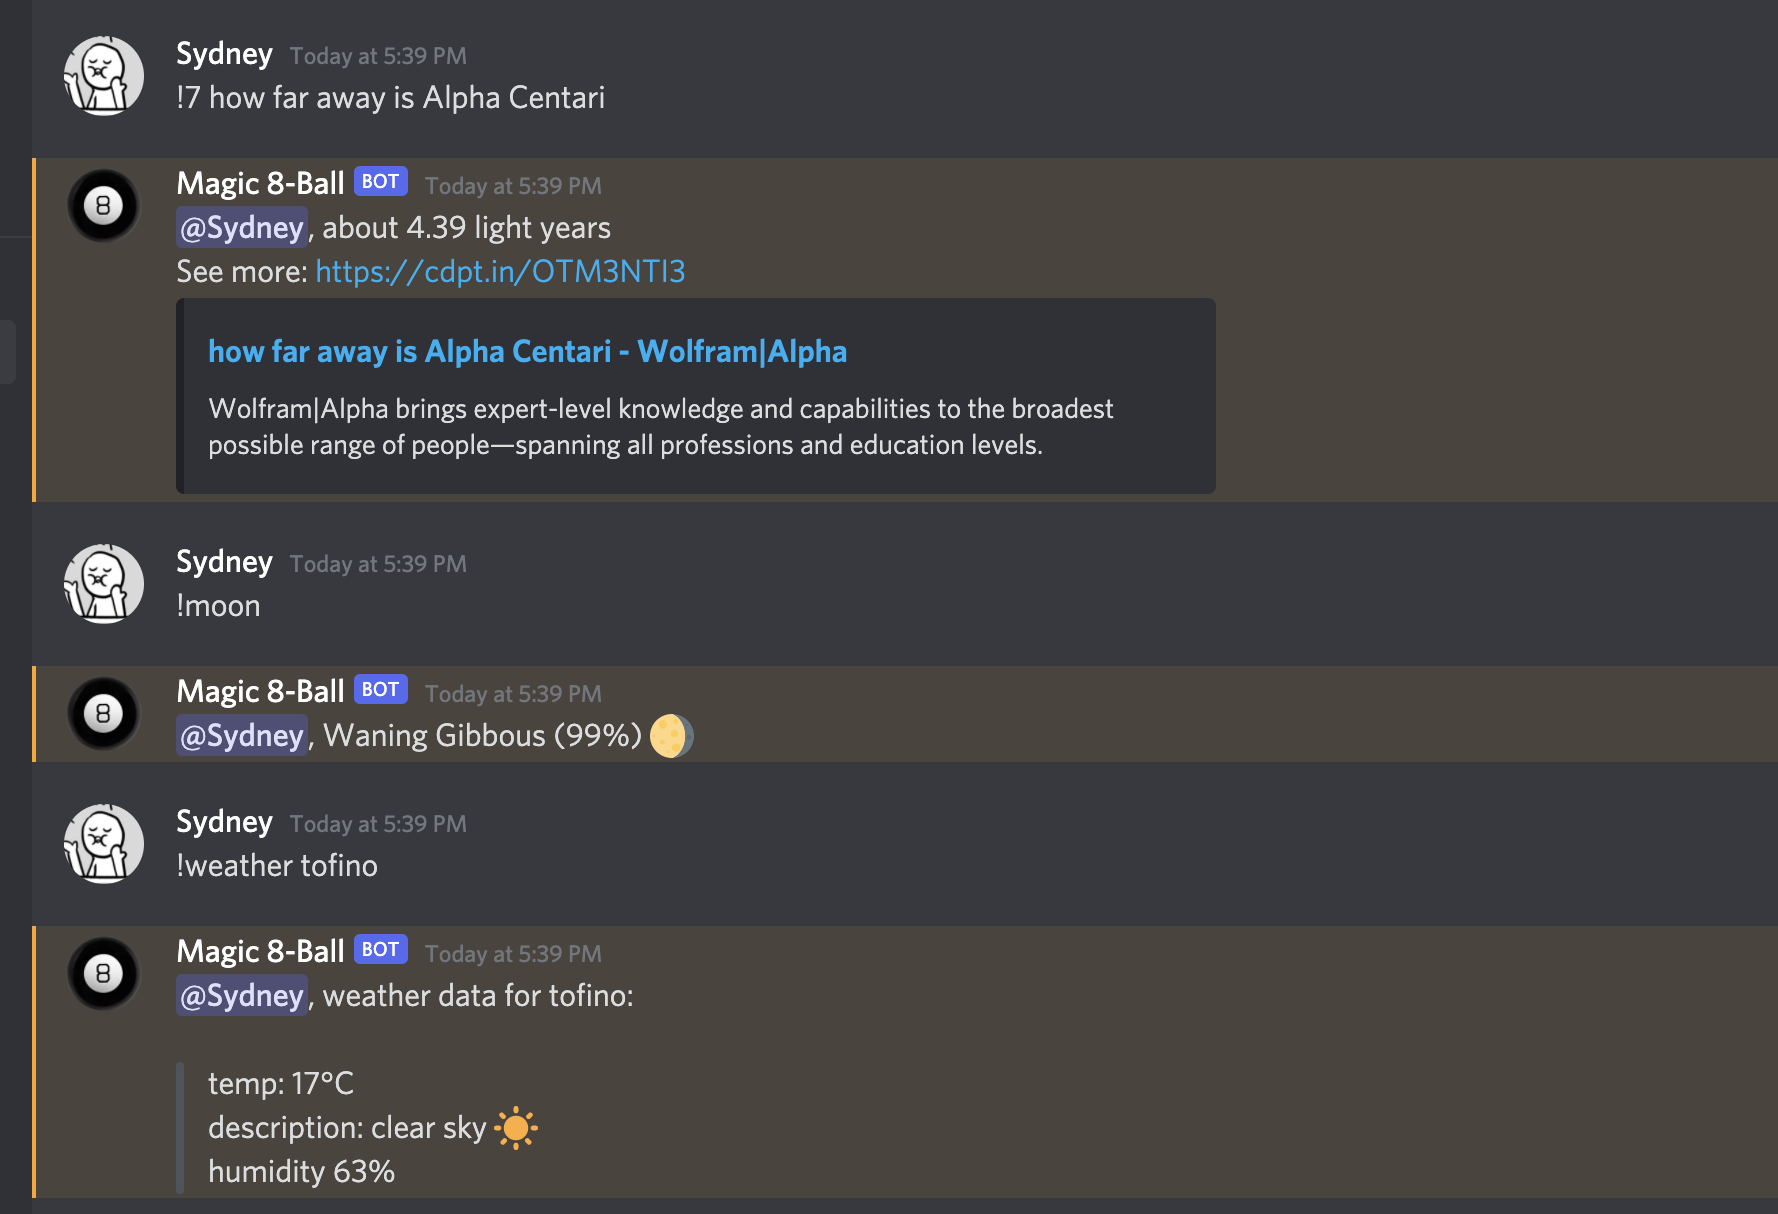 Sydney Today at 5:39 PM
!7 how far away is Alpha Centari
8
Magic 8-Ball BOT Today at 5:39 PM
@Sydney, about 4.39 light years
See more: https://cdpt.in/OTM3NTI3
how far away is Alpha Centari - Wolfram|Alpha
Wolfram|Alpha brings expert-level knowledge and capabilities to the broadest
possible range of people—spanning all professions and education levels.
Sydney Today at 5:39 PM
!moon
8
Magic 8-Ball BOT Today at 5:39 PM
@Sydney, Waning Gibbous (99%) 🌖
Sydney Today at 5:39 PM
!weather tofino
8
Magic 8-Ball BOT Today at 5:39 PM
@Sydney, weather data for tofino:
temp: 17°C
description: clear sky ☀️
humidity 63%